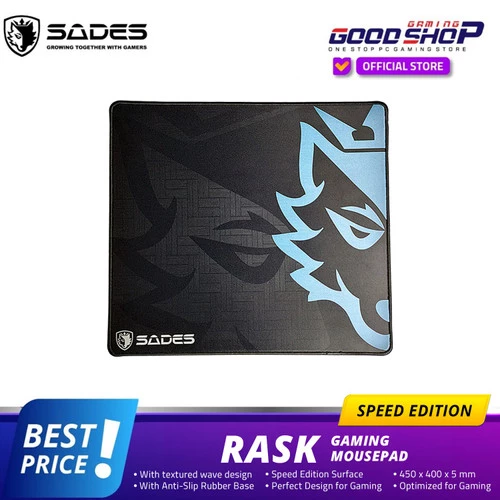 SADES
GROWING TOGETHER WITH GAMERS
GAMING
GOODSHOP
ONE STOP PC GAMING STORE
OFFICIAL STORE
SADES
SPEED EDITION
BEST
PRICE!
RASK
GAMING
MOUSEPAD
• With textured wave design
• With Anti-Slip Rubber Base
• Speed Edition Surface
• Perfect Design for Gaming
• 450 x 400 x 5 mm
• Optimized for Gaming